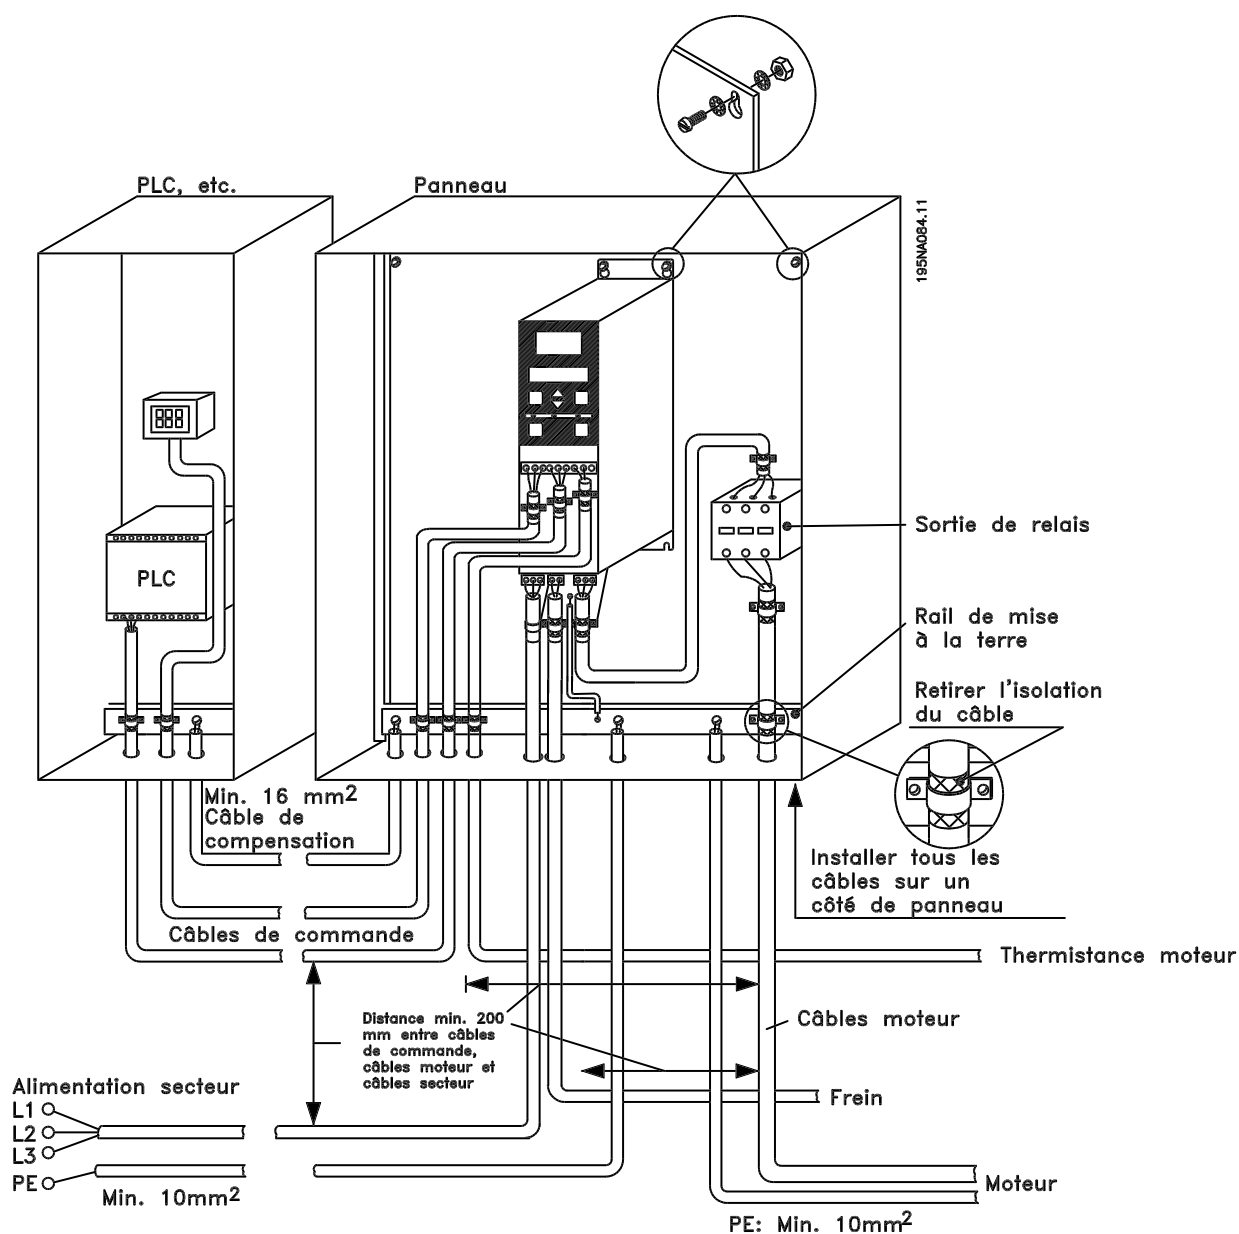 PLC, etc.
Panneau
195NA084.11
PLC
Sortie de relais
Rail de mise
à la terre
Retirer l'isolation
du câble
Min. 16 mm2
Câble de
compensation
Installer tous les
câbles sur un
côté de panneau
Câbles de commande
Thermistance moteur
Distance min. 200
mm entre câbles
de commande,
câbles moteur et
câbles secteur
Câbles moteur
Alimentation secteur
L1
L2
L3
PE
Min. 10mm2
Frein
Moteur
PE: Min. 10mm2